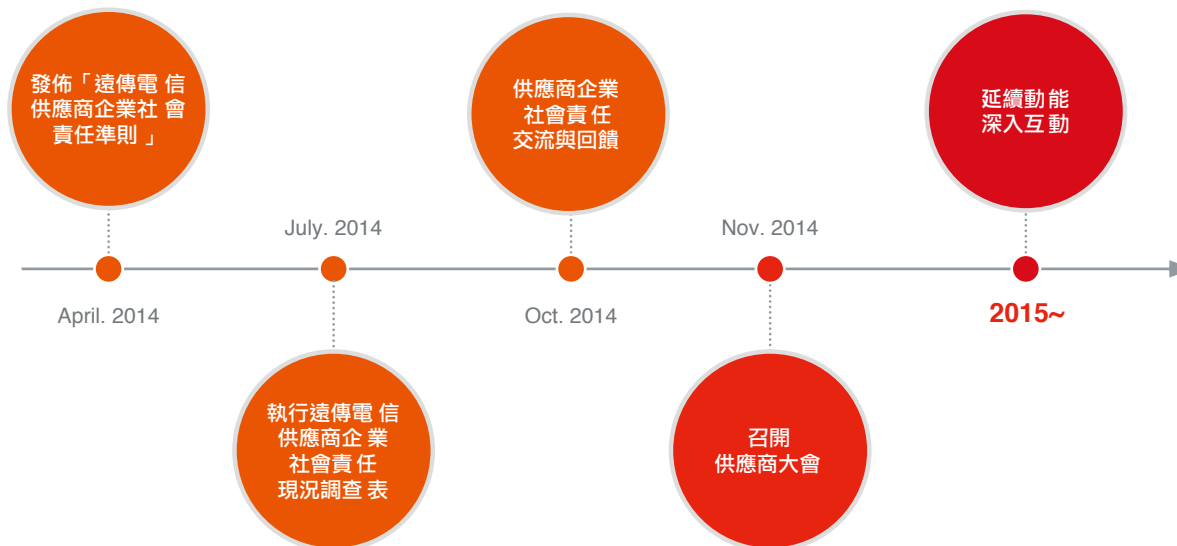 發佈「遠傳電信
供應商企業社會
責任準則」
April. 2014
July. 2014
執行遠傳電信
供應商企業
社會責任
現況調查表
供應商企業
社會責任
交流與回饋
Oct. 2014
Nov. 2014
召開
供應商大會
延續動能
深入互動
2015~